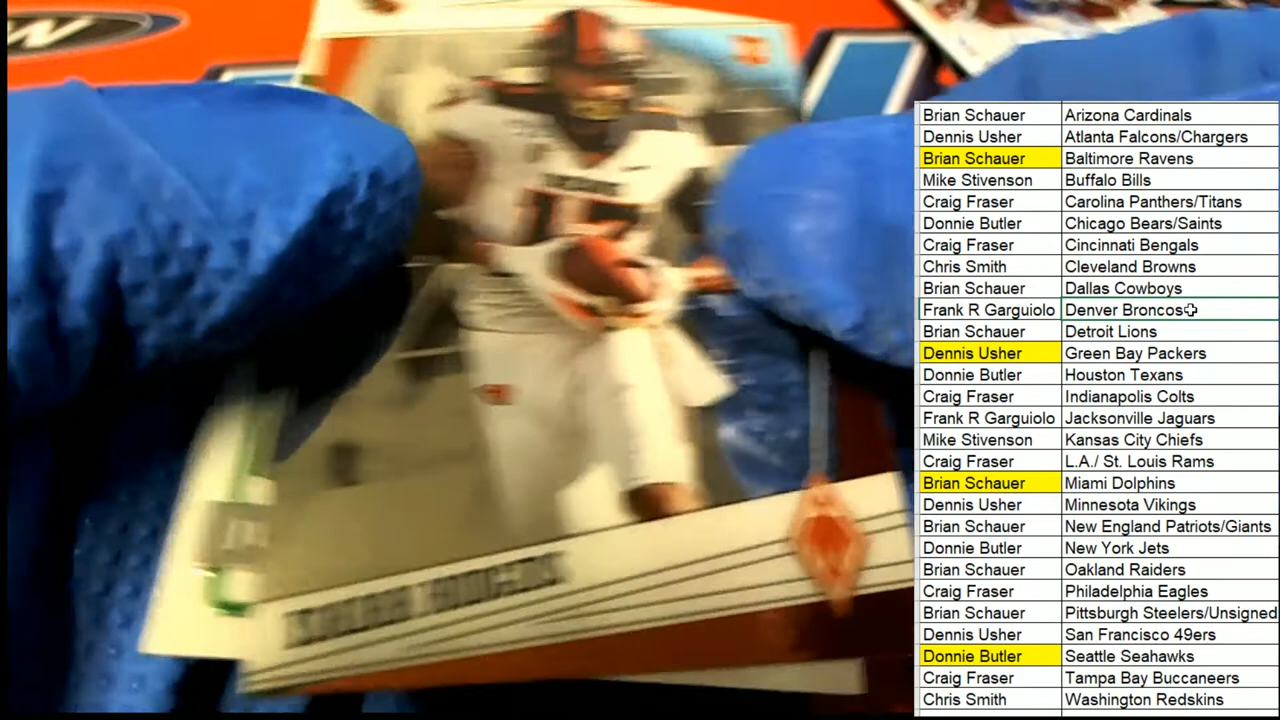 Brian Schauer Arizona Cardinals
Dennis Usher Atlanta Falcons/Chargers
Brian Schauer Baltimore Ravens
Mike Stivenson Buffalo Bills
Craig Fraser Carolina Panthers/Titans
Donnie Butler Chicago Bears/Saints
Craig Fraser Cincinnati Bengals
Chris Smith Cleveland Browns
Brian Schauer Dallas Cowboys
Frank R Garguiolo Denver Broncos
Brian Schauer Detroit Lions
Dennis Usher Green Bay Packers
Donnie Butler Houston Texans
Craig Fraser Indianapolis Colts
Frank R Garguiolo Jacksonville Jaguars
Mike Stivenson Kansas City Chiefs
Craig Fraser L.A./ St. Louis Rams
Brian Schauer Miami Dolphins
Dennis Usher Minnesota Vikings
Brian Schauer New England Patriots/Giants
Donnie Butler New York Jets
Brian Schauer Oakland Raiders
Craig Fraser Philadelphia Eagles
Brian Schauer Pittsburgh Steelers/Unsigned
Dennis Usher San Francisco 49ers
Donnie Butler Seattle Seahawks
Craig Fraser Tampa Bay Buccaneers
Chris Smith Washington Redskins